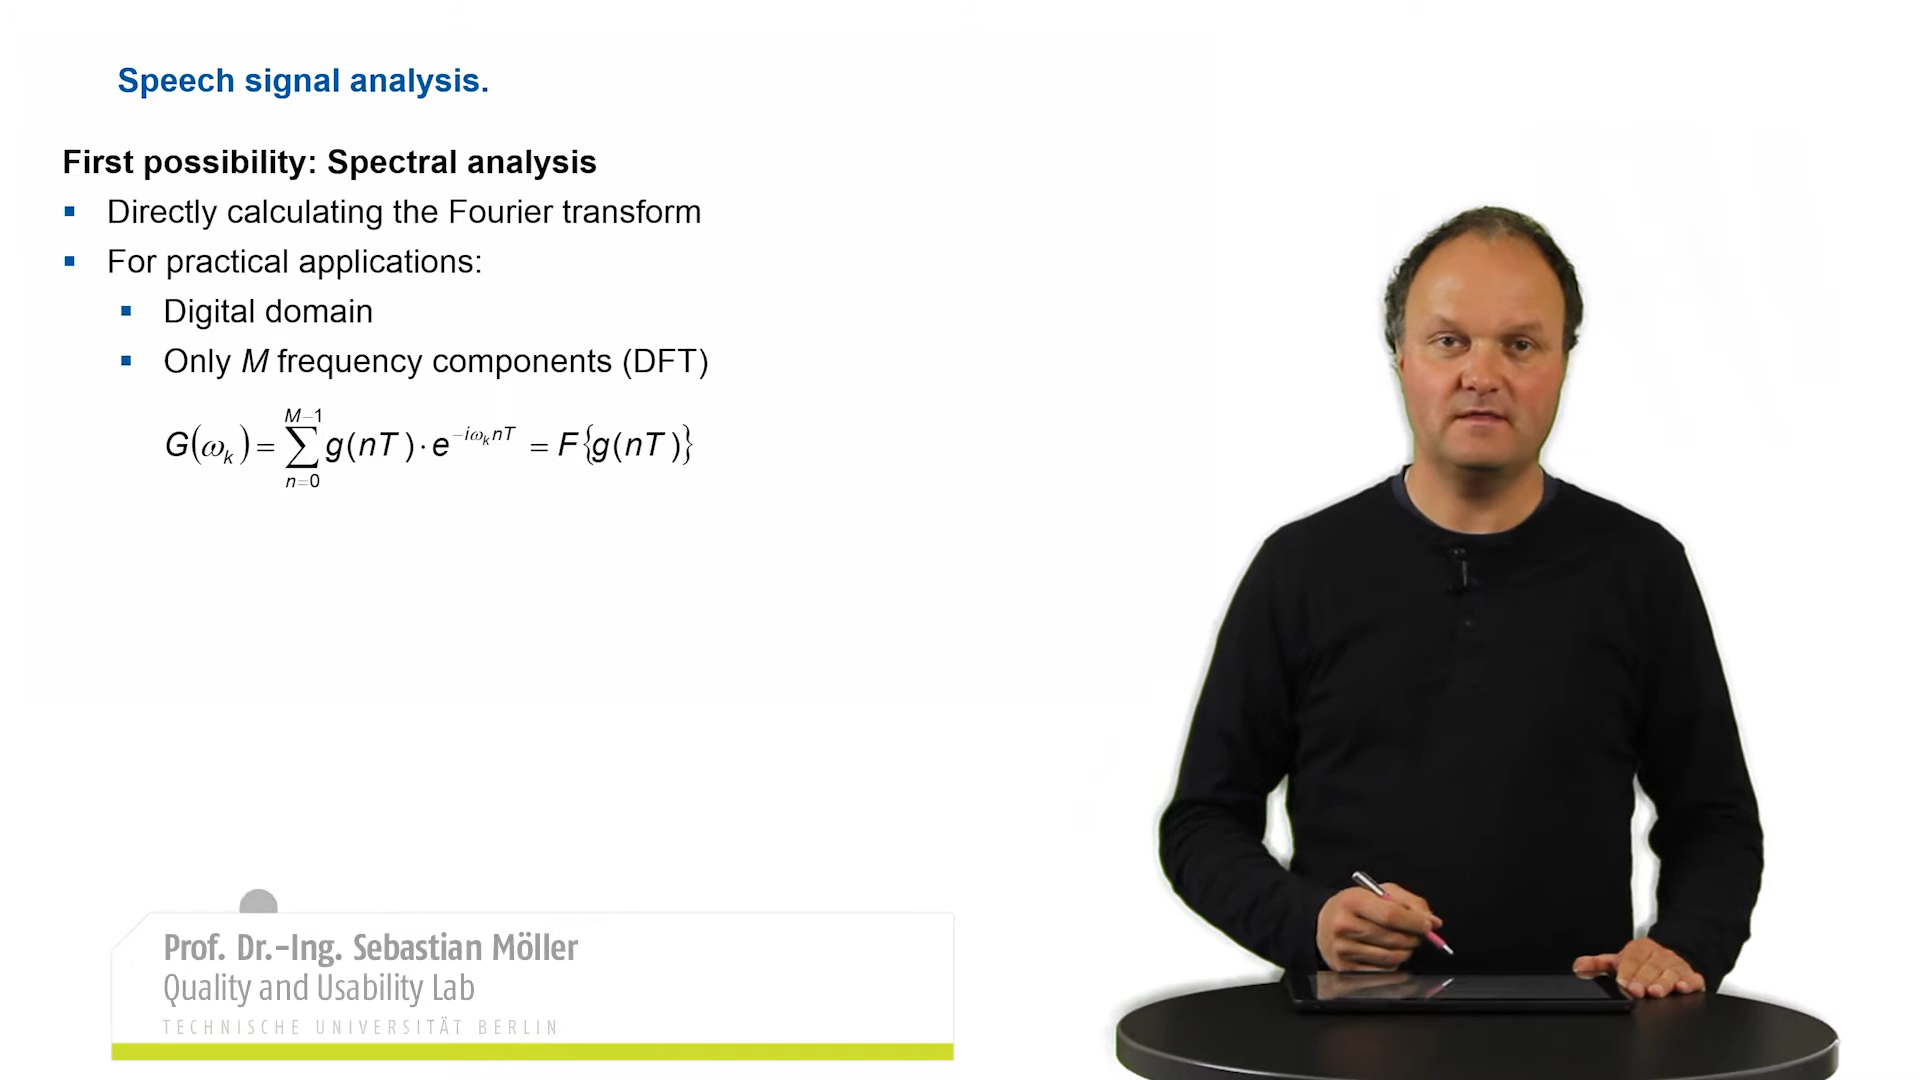 Speech signal analysis.
First possibility: Spectral analysis
▪ Directly calculating the Fourier transform
▪ For practical applications:
▪ Digital domain
▪ Only M frequency components (DFT)
G(ω_k) = ∑_{n=0}^{M−1} g(nT) · e^{−iω_k nT} = F{g(nT)}
Prof. Dr.-Ing. Sebastian Möller
Quality and Usability Lab
TECHNISCHE UNIVERSITÄT BERLIN